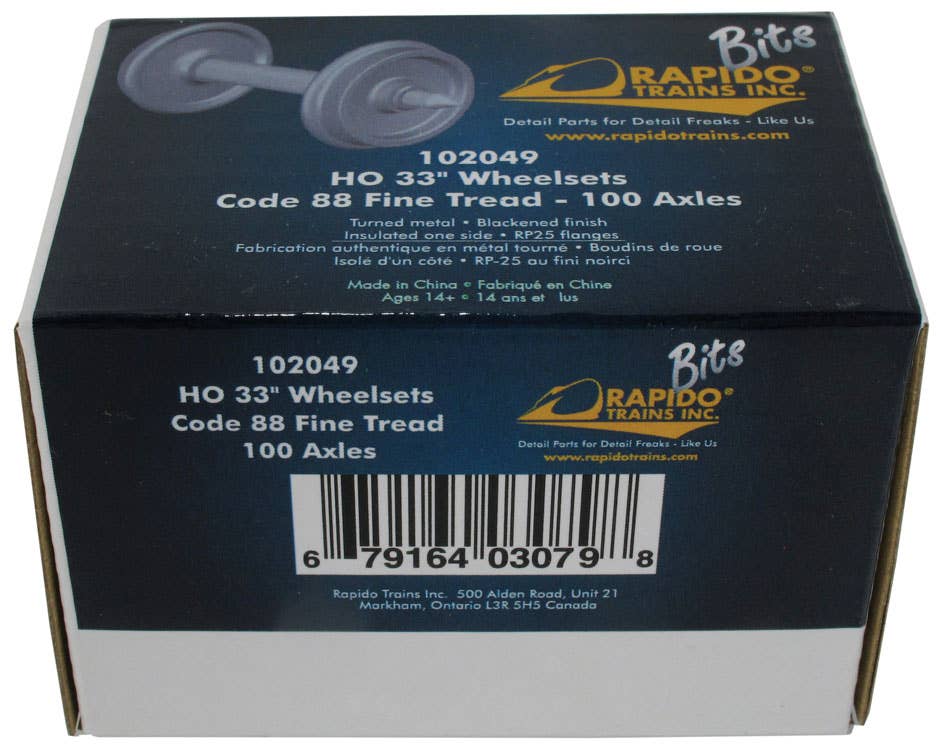 Bits
RAPIDO®
TRAINS INC.
Detail Parts for Detail Freaks - Like Us
www.rapidotrains.com
102049
HO 33" Wheelsets
Code 88 Fine Tread - 100 Axles
Turned metal • Blackened finish
Insulated one side • RP25 flanges
Fabrication authentique en métal tourné • Boudins de roue
Isolé d'un côté • RP-25 au fini noirci
Made in China • Fabriqué en Chine
Ages 14+ • 14 ans et lus
102049
HO 33" Wheelsets
Code 88 Fine Tread
100 Axles
Bits
RAPIDO®
TRAINS INC.
Detail Parts for Detail Freaks - Like Us
www.rapidotrains.com
6 79164 03079 8
Rapido Trains Inc. 500 Alden Road, Unit 21
Markham, Ontario L3R 5H5 Canada